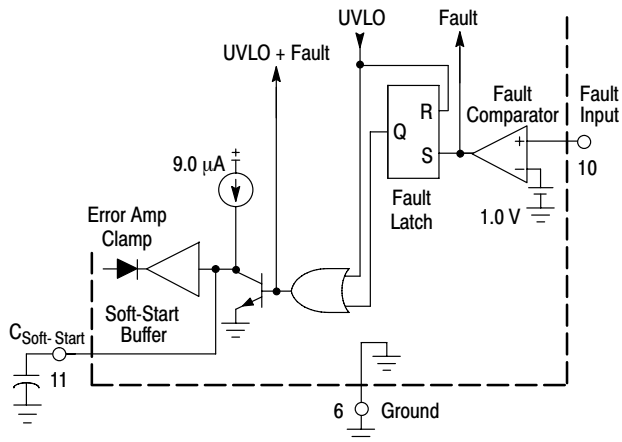 UVLO
Fault
UVLO + Fault
Fault
Comparator
Fault
Input
R
Q
S
+
−
10
9.0 µA
+
Fault
Latch
1.0 V
Error Amp
Clamp
Soft-Start
Buffer
CSoft-Start
11
6
Ground